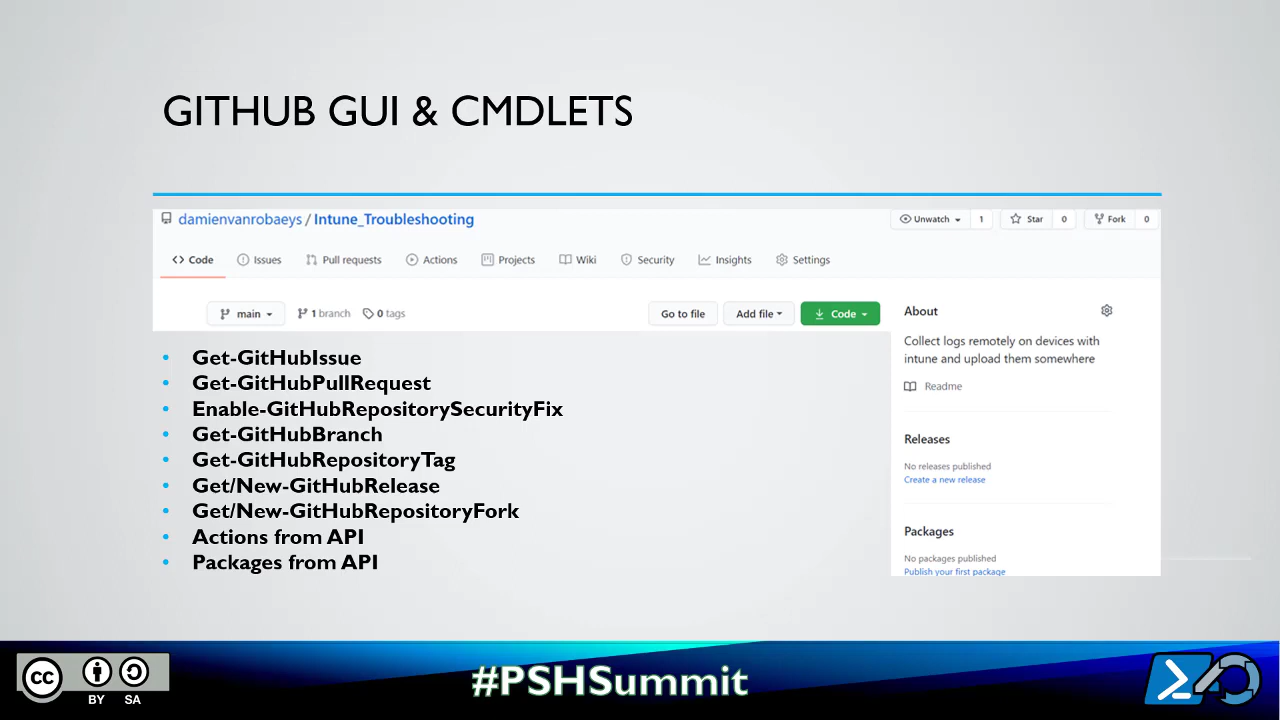 GITHUB GUI & CMDLETS
damienvanrobaeys / Intune_Troubleshooting
Unwatch 1 Star 0 Fork 0
Code Issues Pull requests Actions Projects Wiki Security Insights Settings
main 1 branch 0 tags Go to file Add file Code
About
Collect logs remotely on devices with
intune and upload them somewhere
Readme
Releases
No releases published
Create a new release
Packages
No packages published
Publish your first package
• Get-GitHubIssue
• Get-GitHubPullRequest
• Enable-GitHubRepositorySecurityFix
• Get-GitHubBranch
• Get-GitHubRepositoryTag
• Get/New-GitHubRelease
• Get/New-GitHubRepositoryFork
• Actions from API
• Packages from API
cc BY SA
#PSHSummit